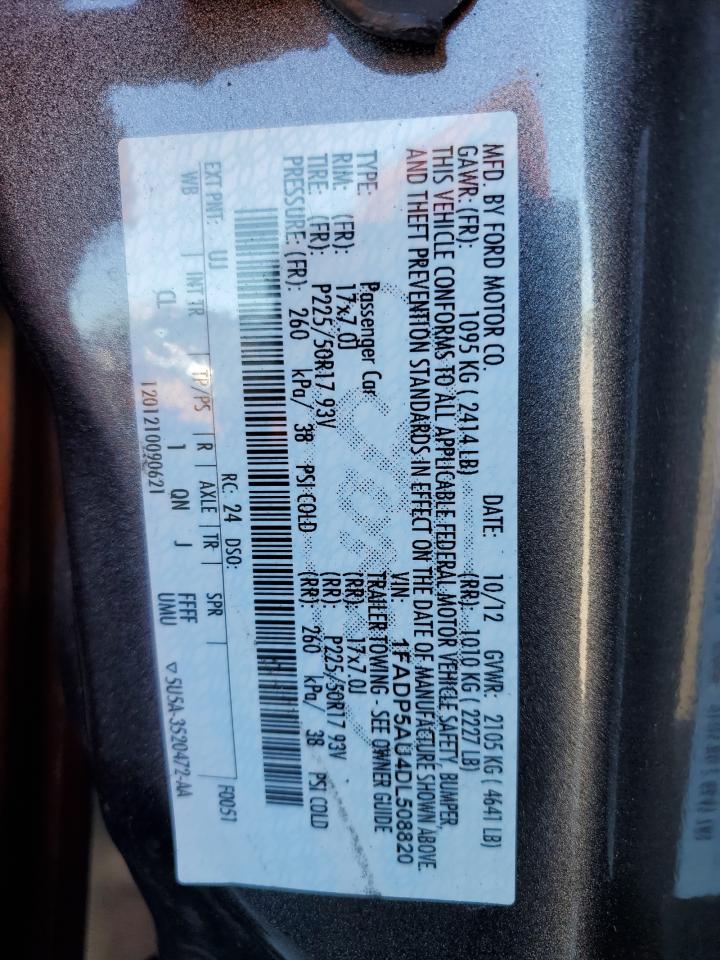 MFD. BY FORD MOTOR CO. DATE: 10/12 GVWR: 2105 KG ( 4641 LB)
GAWR: (FR): 1095 KG ( 2414 LB) (RR): 1010 KG ( 2227 LB)
THIS VEHICLE CONFORMS TO ALL APPLICABLE FEDERAL MOTOR VEHICLE SAFETY, BUMPER,
AND THEFT PREVENTION STANDARDS IN EFFECT ON THE DATE OF MANUFACTURE SHOWN ABOVE.
VIN: 1FADP5AU4DL508820
TYPE: Passenger Car TRAILER TOWING - SEE OWNER GUIDE
RIM: (FR): 17x7.0J (RR): 17x7.0J
TIRE: (FR): P225/50R17 93V (RR): P225/50R17 93V
PRESSURE: (FR): 260 kPa/ 38 PSI COLD (RR): 260 kPa/ 38 PSI COLD
RC: 24 DSO: F0051
EXT PNT: UJ
WB | INT TR | TP/PS | R | AXLE | TR | SPR
CL 1 QN J FFFF
UMU
1201210090621 ▽ 5U5A-3520472-AA